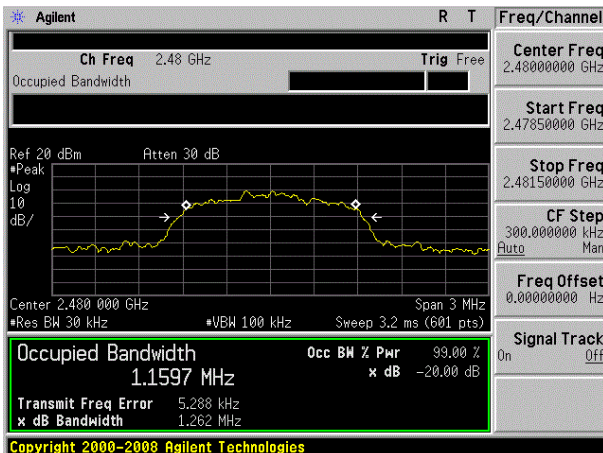 Agilent R T Freq/Channel
Ch Freq 2.48 GHz Trig Free
Occupied Bandwidth
Center Freq
2.48000000 GHz
Start Freq
2.47850000 GHz
Stop Freq
2.48150000 GHz
CF Step
300.000000 kHz
Auto Man
Freq Offset
0.00000000 Hz
Signal Track
On Off
Ref 20 dBm Atten 30 dB
#Peak
Log
10
dB/
Center 2.480 000 GHz Span 3 MHz
#Res BW 30 kHz #VBW 100 kHz Sweep 3.2 ms (601 pts)
Occupied Bandwidth Occ BW % Pwr 99.00 %
1.1597 MHz x dB -20.00 dB
Transmit Freq Error 5.288 kHz
x dB Bandwidth 1.262 MHz
Copyright 2000-2008 Agilent Technologies